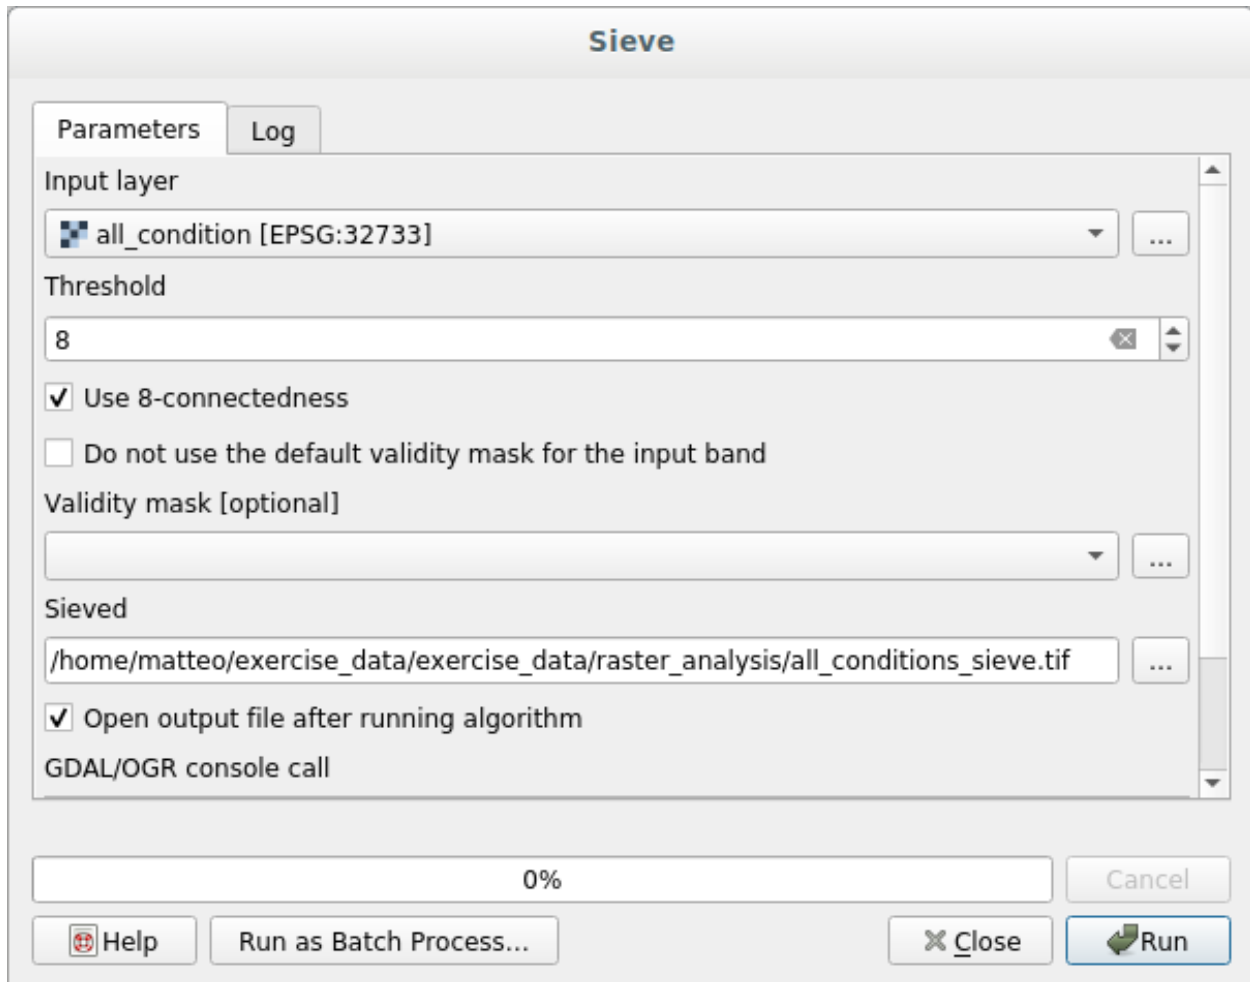 Sieve
Parameters Log
Input layer
all_condition [EPSG:32733] ...
Threshold
8
Use 8-connectedness
Do not use the default validity mask for the input band
Validity mask [optional]
...
Sieved
/home/matteo/exercise_data/exercise_data/raster_analysis/all_conditions_sieve.tif ...
Open output file after running algorithm
GDAL/OGR console call
0% Cancel
Help Run as Batch Process... Close Run